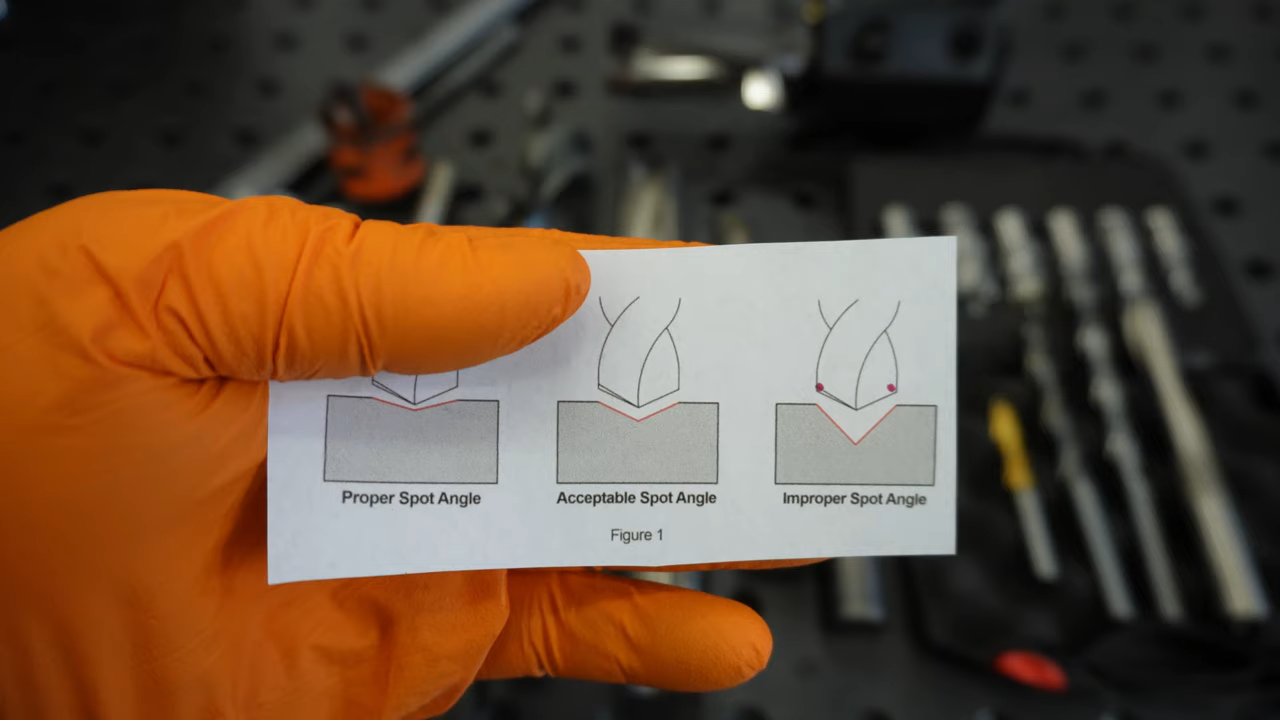 Proper Spot Angle
Acceptable Spot Angle
Improper Spot Angle
Figure 1